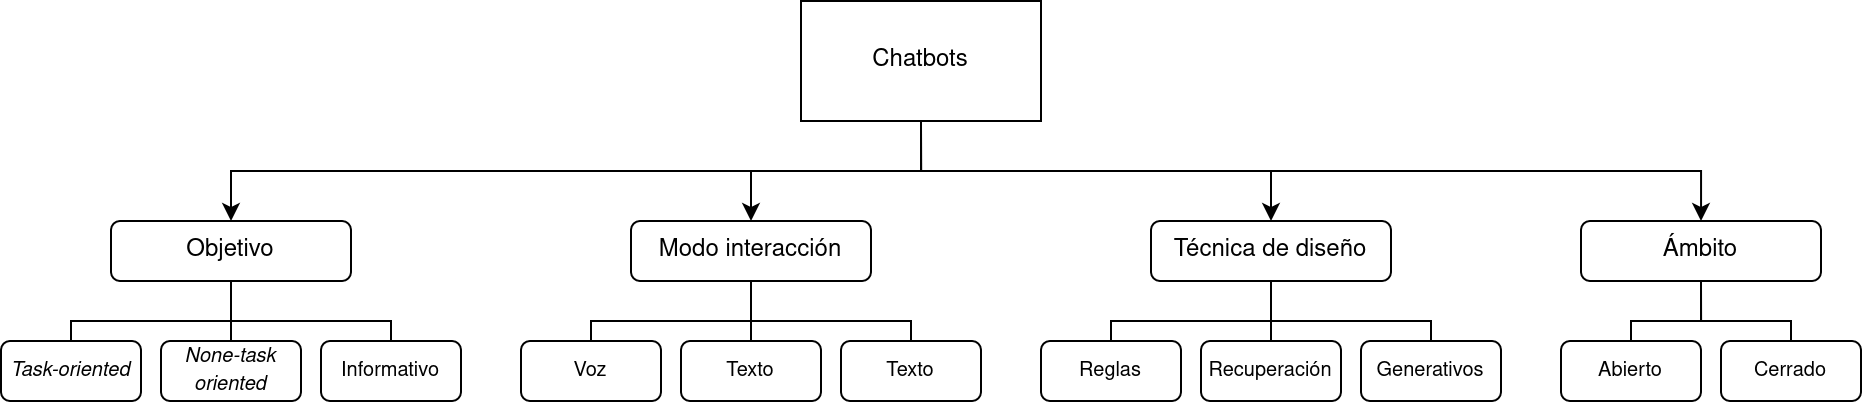 Chatbots
Objetivo
Modo interacción
Técnica de diseño
Ámbito
Task-oriented
None-task
oriented
Informativo
Voz
Texto
Texto
Reglas
Recuperación
Generativos
Abierto
Cerrado